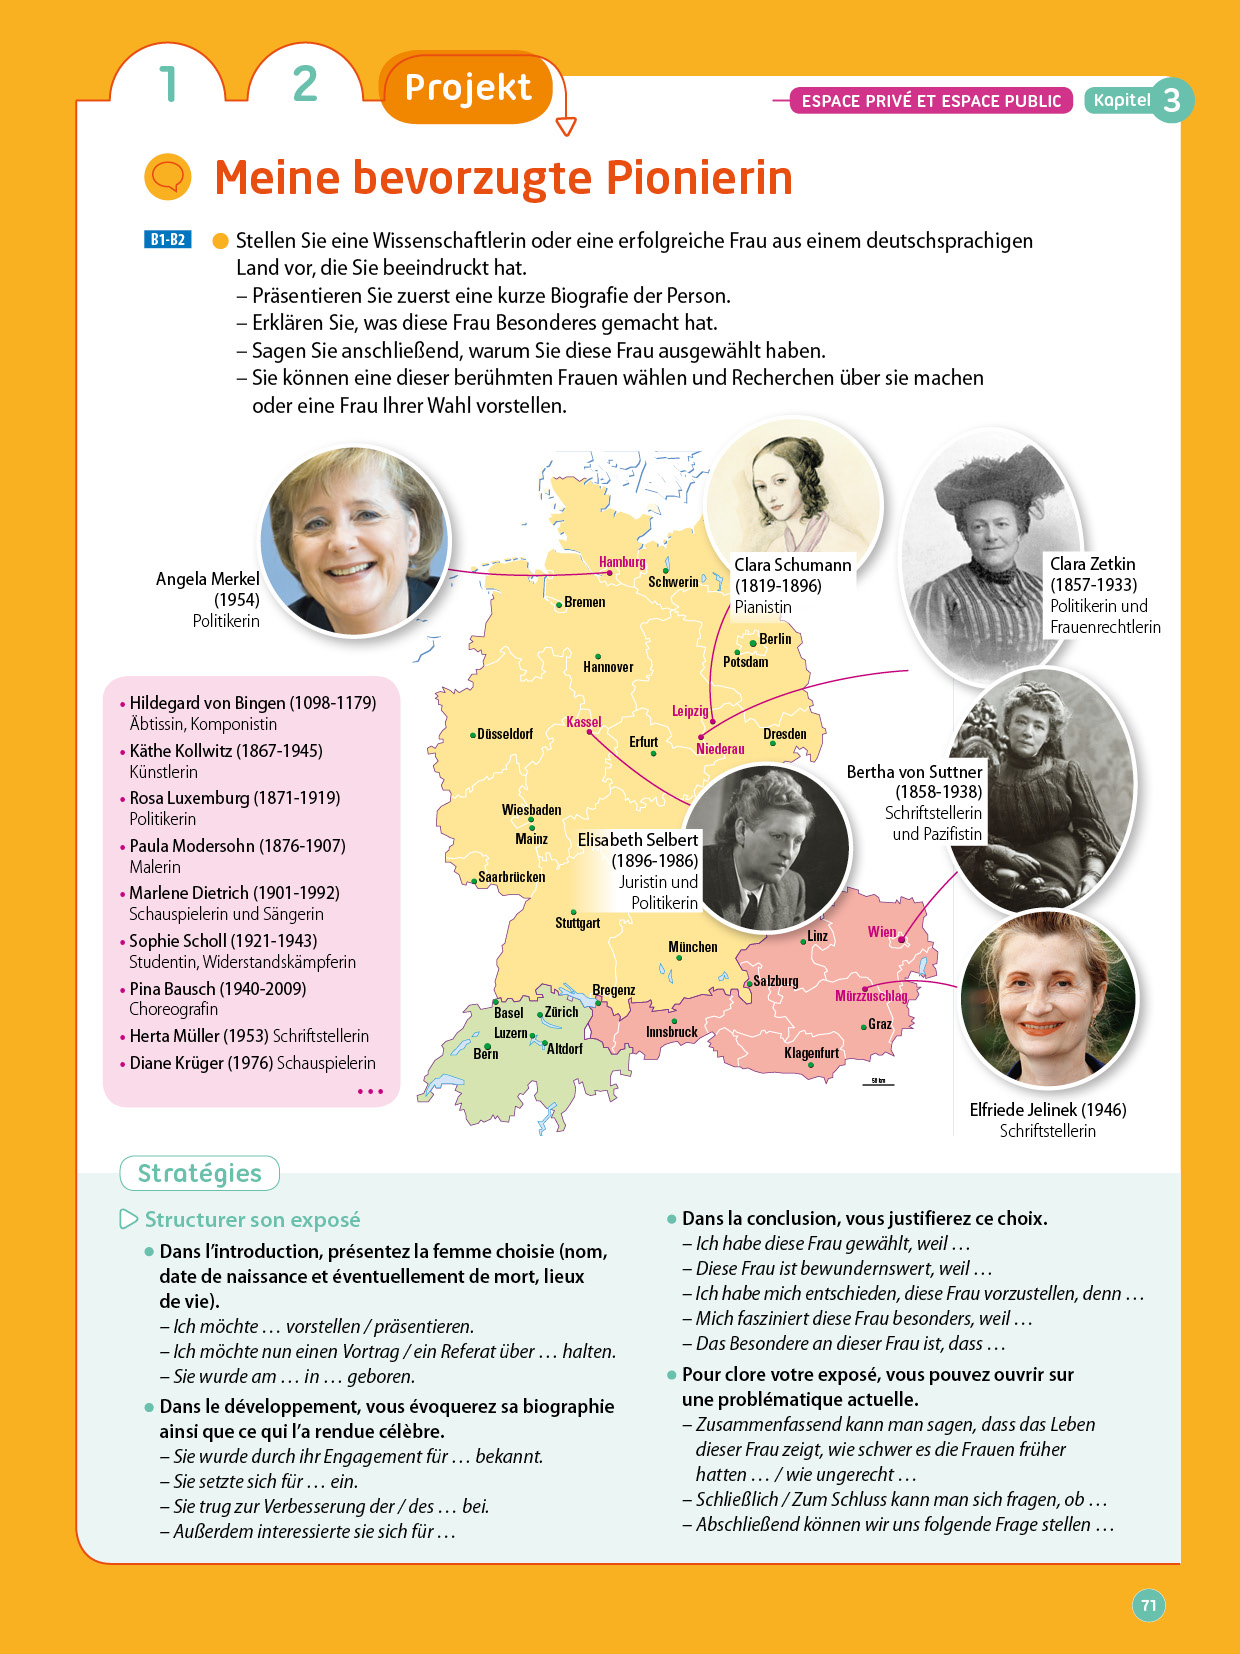 1
2
Projekt
ESPACE PRIVÉ ET ESPACE PUBLIC
Kapitel 3
Meine bevorzugte Pionierin
B1-B2
Stellen Sie eine Wissenschaftlerin oder eine erfolgreiche Frau aus einem deutschsprachigen
Land vor, die Sie beeindruckt hat.
– Präsentieren Sie zuerst eine kurze Biografie der Person.
– Erklären Sie, was diese Frau Besonderes gemacht hat.
– Sagen Sie anschließend, warum Sie diese Frau ausgewählt haben.
– Sie können eine dieser berühmten Frauen wählen und Recherchen über sie machen
oder eine Frau Ihrer Wahl vorstellen.
Angela Merkel
(1954)
Politikerin
Clara Schumann
(1819-1896)
Pianistin
Clara Zetkin
(1857-1933)
Politikerin und
Frauenrechtlerin
Hamburg
Schwerin
Bremen
Berlin
Potsdam
Hannover
Leipzig
Kassel
Düsseldorf
Erfurt
Niederau
Dresden
Wiesbaden
Mainz
Saarbrücken
Stuttgart
München
Linz
Wien
Salzburg
Mürzzuschlag
Bregenz
Basel
Zürich
Luzern
Bern
Altdorf
Innsbruck
Graz
Klagenfurt
50 km
Elisabeth Selbert
(1896-1986)
Juristin und
Politikerin
Bertha von Suttner
(1858-1938)
Schriftstellerin
und Pazifistin
Elfriede Jelinek (1946)
Schriftstellerin
• Hildegard von Bingen (1098-1179)
Äbtissin, Komponistin
• Käthe Kollwitz (1867-1945)
Künstlerin
• Rosa Luxemburg (1871-1919)
Politikerin
• Paula Modersohn (1876-1907)
Malerin
• Marlene Dietrich (1901-1992)
Schauspielerin und Sängerin
• Sophie Scholl (1921-1943)
Studentin, Widerstandskämpferin
• Pina Bausch (1940-2009)
Choreografin
• Herta Müller (1953) Schriftstellerin
• Diane Krüger (1976) Schauspielerin
•••
Stratégies
Structurer son exposé
• Dans l'introduction, présentez la femme choisie (nom,
date de naissance et éventuellement de mort, lieux
de vie).
– Ich möchte … vorstellen / präsentieren.
– Ich möchte nun einen Vortrag / ein Referat über … halten.
– Sie wurde am … in … geboren.
• Dans le développement, vous évoquerez sa biographie
ainsi que ce qui l'a rendue célèbre.
– Sie wurde durch ihr Engagement für … bekannt.
– Sie setzte sich für … ein.
– Sie trug zur Verbesserung der / des … bei.
– Außerdem interessierte sie sich für …
• Dans la conclusion, vous justifierez ce choix.
– Ich habe diese Frau gewählt, weil …
– Diese Frau ist bewundernswert, weil …
– Ich habe mich entschieden, diese Frau vorzustellen, denn …
– Mich fasziniert diese Frau besonders, weil …
– Das Besondere an dieser Frau ist, dass …
• Pour clore votre exposé, vous pouvez ouvrir sur
une problématique actuelle.
– Zusammenfassend kann man sagen, dass das Leben
dieser Frau zeigt, wie schwer es die Frauen früher
hatten … / wie ungerecht …
– Schließlich / Zum Schluss kann man sich fragen, ob …
– Abschließend können wir uns folgende Frage stellen …
71